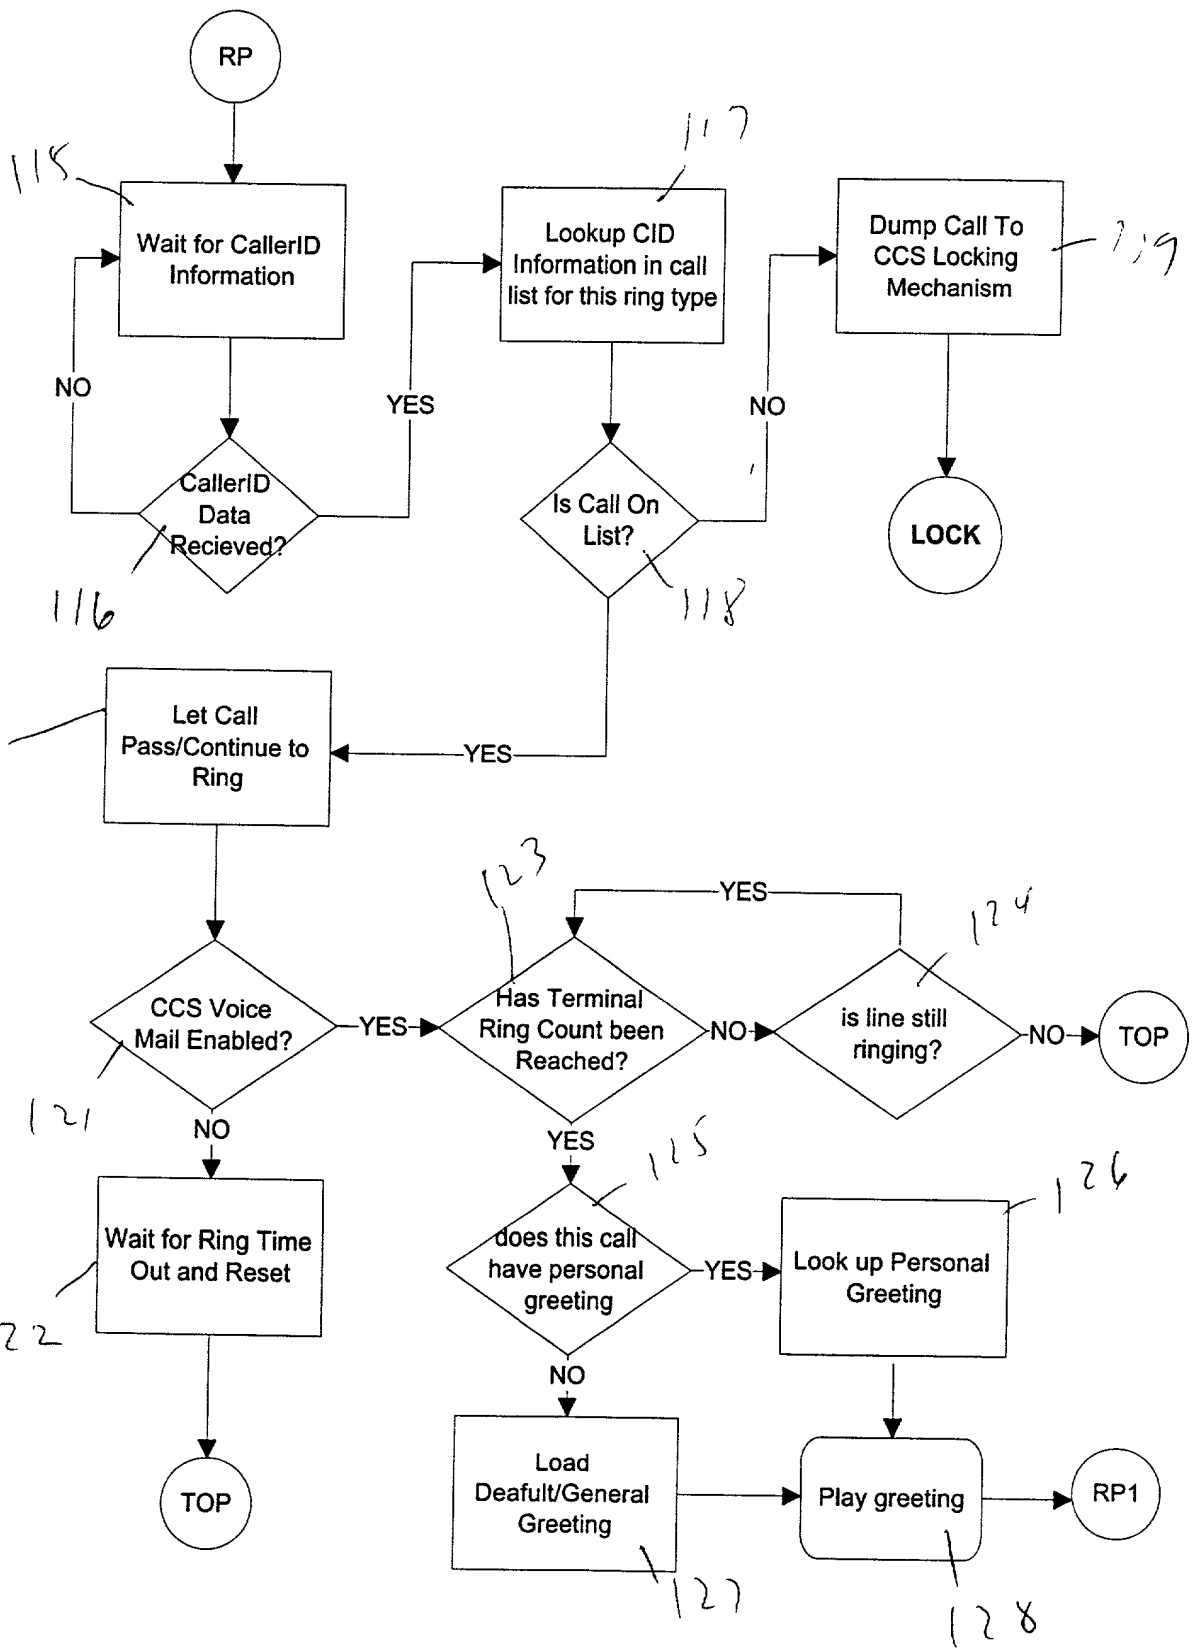 RP
115
Wait for CallerID
Information
117
Lookup CID
Information in call
list for this ring type
Dump Call To
CCS Locking
Mechanism
NO
YES
NO
CallerID
Data
Recieved?
116
Is Call On
List?
118
LOCK
Let Call
Pass/Continue to
Ring
YES
123
YES
124
CCS Voice
Mail Enabled?
121
YES
Has Terminal
Ring Count been
Reached?
NO
is line still
ringing?
NO
TOP
NO
YES
125
Wait for Ring Time
Out and Reset
22
does this call
have personal
greeting
YES
126
Look up Personal
Greeting
NO
TOP
Load
Deafult/General
Greeting
127
Play greeting
128
RP1